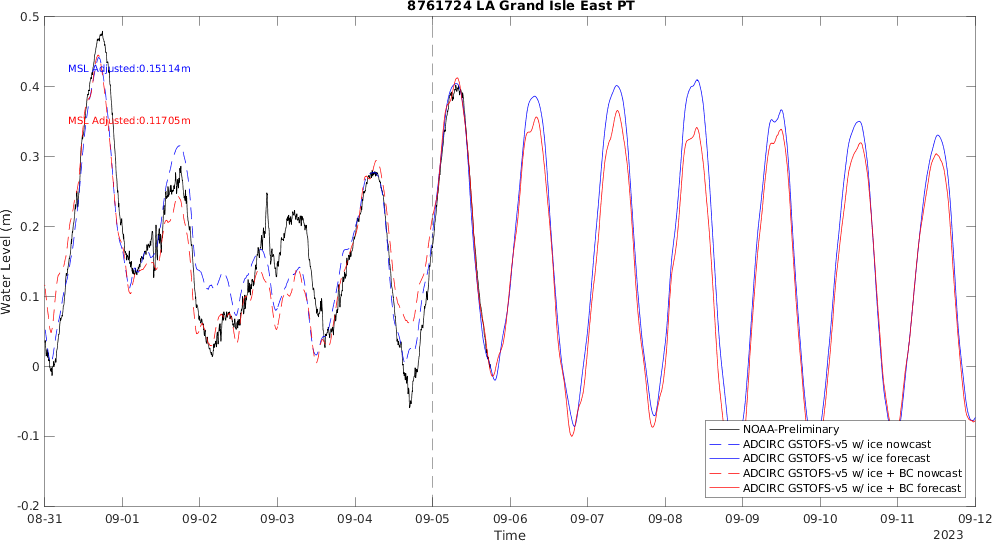 8761724 LA Grand Isle East PT
0.5
0.4
0.3
0.2
0.1
0
-0.1
-0.2
Water Level (m)
MSL Adjusted:0.15114m
MSL Adjusted:0.11705m
NOAA-Preliminary
ADCIRC GSTOFS-v5 w/ ice nowcast
ADCIRC GSTOFS-v5 w/ ice forecast
ADCIRC GSTOFS-v5 w/ ice + BC nowcast
ADCIRC GSTOFS-v5 w/ ice + BC forecast
08-31 09-01 09-02 09-03 09-04 09-05 09-06 09-07 09-08 09-09 09-10 09-11 09-12
Time
2023